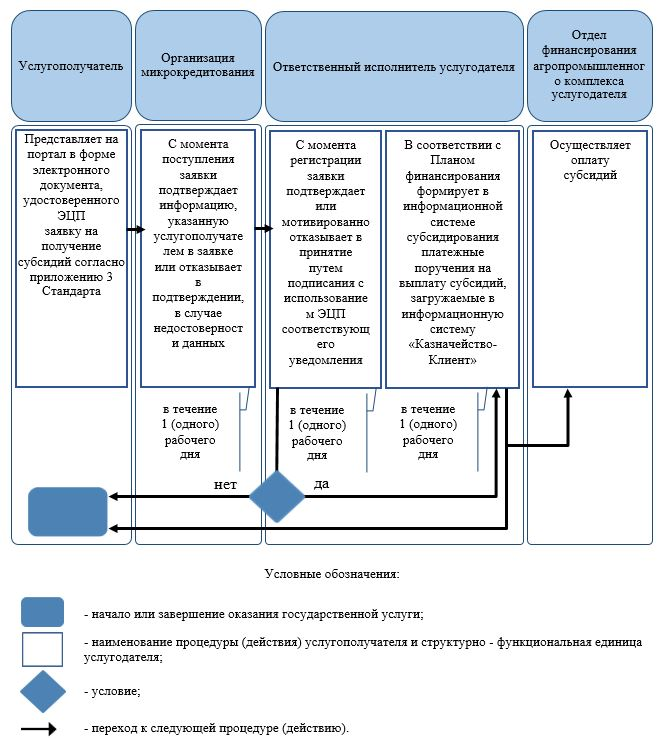 Услугополучатель
Организация
микрокредитования
Ответственный исполнитель услугодателя
Отдел
финансирования
агропромышленног
о комплекса
услугодателя
Представляет на
портал в форме
электронного
документа,
удостоверенного
ЭЦП
заявку на
получение
субсидий согласно
приложению 3
Стандарта
С момента
поступления
заявки
подтверждает
информацию,
указанную
услугополучате
лем в заявке
или отказывает
в
подтверждении,
в случае
недостоверност
и данных
С момента
регистрации
заявки
подтверждает
или
мотивированно
отказывает в
принятие
путем
подписания с
использование
м ЭЦП
соответствующ
его
уведомления
В соответствии с
Планом
финансирования
формирует в
информационной
системе
субсидирования
платежные
поручения на
выплату субсидий,
загружаемые в
информационную
систему
«Казначейство-
Клиент»
Осуществляет
оплату
субсидий
в течение
1 (одного)
рабочего
дня
в течение
1 (одного)
рабочего
дня
в течение
1 (одного)
рабочего
дня
нет
да
Условные обозначения:
- начало или завершение оказания государственной услуги;
- наименование процедуры (действия) услугополучателя и структурно - функциональная единица
услугодателя;
- условие;
- переход к следующей процедуре (действию).